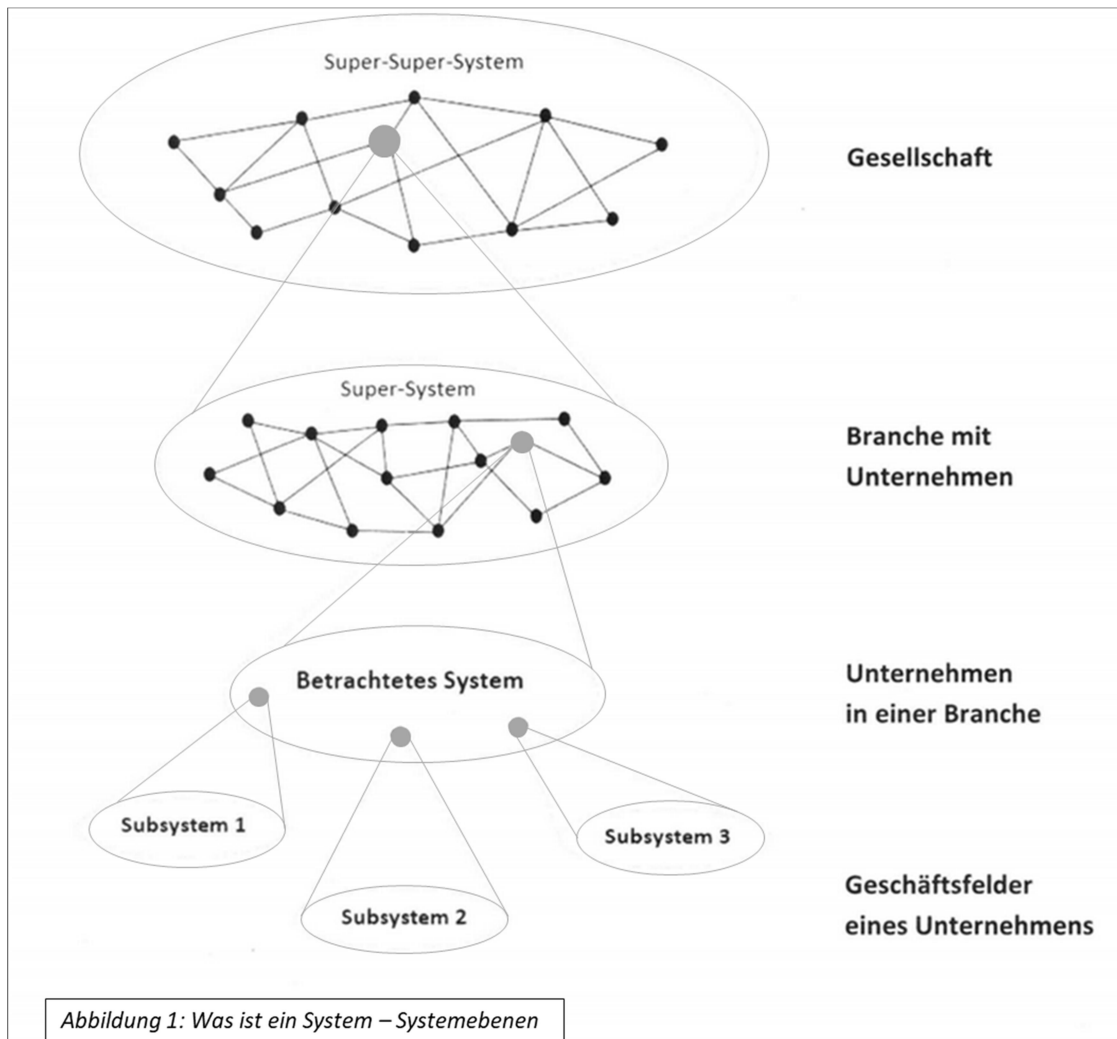 Super-Super-System
Gesellschaft
Super-System
Branche mit
Unternehmen
Betrachtetes System
Unternehmen
in einer Branche
Subsystem 1
Subsystem 2
Subsystem 3
Geschäftsfelder
eines Unternehmens
Abbildung 1: Was ist ein System – Systemebenen